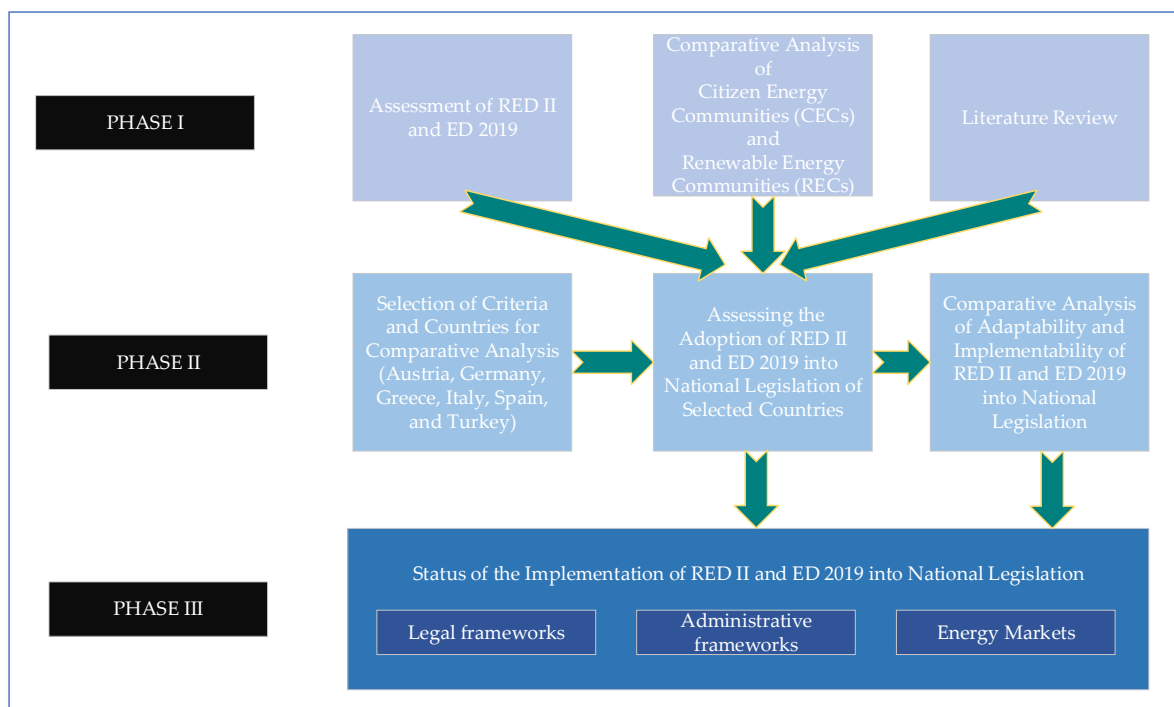 PHASE I
Assessment of RED II
and ED 2019
Comparative Analysis
of
Citizen Energy
Communities (CECs)
and
Renewable Energy
Communities (RECs)
Literature Review
PHASE II
Selection of Criteria
and Countries for
Comparative Analysis
(Austria, Germany,
Greece, Italy, Spain,
and Turkey)
Assessing the
Adoption of RED II
and ED 2019 into
National Legislation of
Selected Countries
Comparative Analysis
of Adaptability and
Implementability of
RED II and ED 2019
into National
Legislation
PHASE III
Status of the Implementation of RED II and ED 2019 into National Legislation
Legal frameworks
Administrative
frameworks
Energy Markets